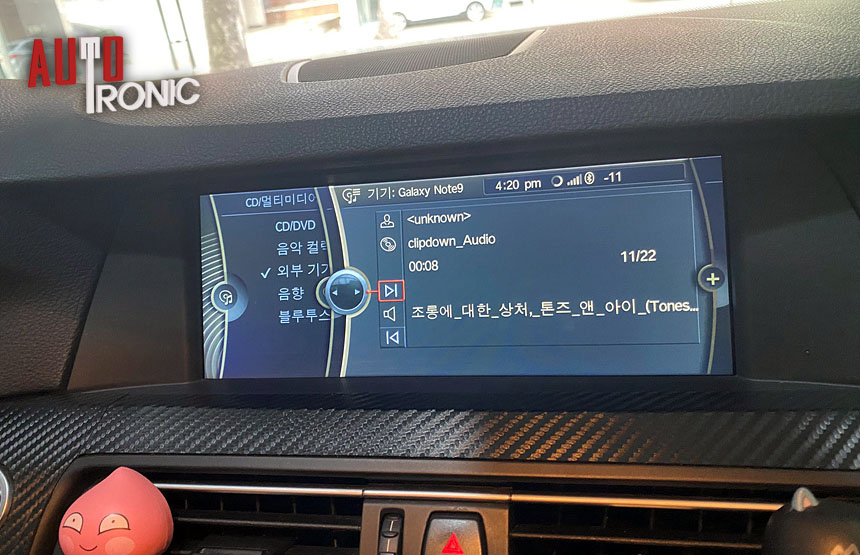 AUTO
TRONIC
CD/멀티미디어
CD/DVD
음악 컬렉
✓ 외부 기기
음향
블루투스
기기: Galaxy Note9
4:20 pm
-11
<unknown>
clipdown_Audio
00:08
11/22
조롱에_대한_상처,_톤즈_앤_아이_(Tones...